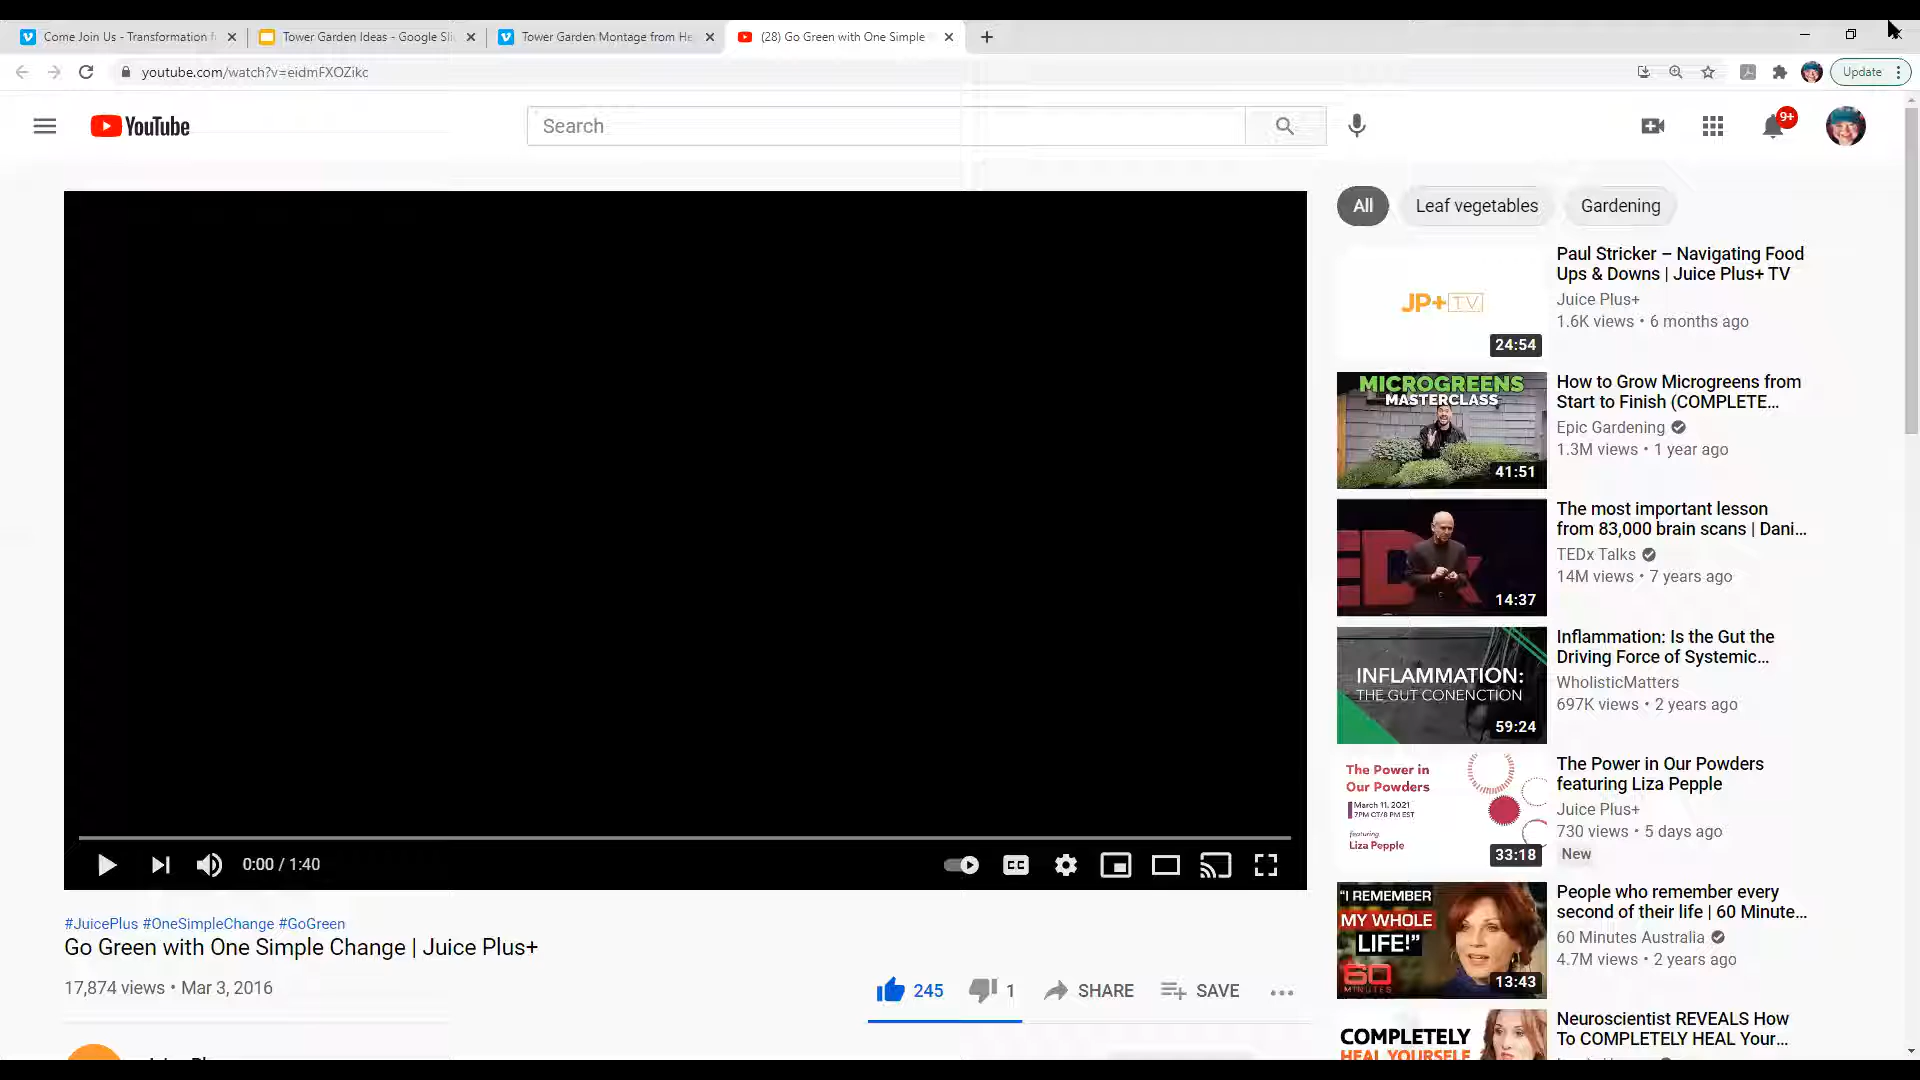 Come Join Us - Transformation f
Tower Garden Ideas - Google Sli
Tower Garden Montage from He
(28) Go Green with One Simple
youtube.com/watch?v=eidmFXOZikc
Update
YouTube
Search
9+
All
Leaf vegetables
Gardening
JP+ TV
24:54
Paul Stricker – Navigating Food
Ups & Downs | Juice Plus+ TV
Juice Plus+
1.6K views • 6 months ago
MICROGREENS
MASTERCLASS
41:51
How to Grow Microgreens from
Start to Finish (COMPLETE...
Epic Gardening
1.3M views • 1 year ago
EDx
14:37
The most important lesson
from 83,000 brain scans | Dani...
TEDx Talks
14M views • 7 years ago
INFLAMMATION:
THE GUT CONENCTION
59:24
Inflammation: Is the Gut the
Driving Force of Systemic...
WholisticMatters
697K views • 2 years ago
The Power in
Our Powders
March 11, 2021
7PM CT/8 PM EST
featuring
Liza Pepple
33:18
The Power in Our Powders
featuring Liza Pepple
Juice Plus+
730 views • 5 days ago
New
"I REMEMBER
MY WHOLE
LIFE!"
60
MINUTES
13:43
People who remember every
second of their life | 60 Minute...
60 Minutes Australia
4.7M views • 2 years ago
COMPLETELY
HEAL YOURSELF
Neuroscientist REVEALS How
To COMPLETELY HEAL Your...
0:00 / 1:40
CC
#JuicePlus #OneSimpleChange #GoGreen
Go Green with One Simple Change | Juice Plus+
17,874 views • Mar 3, 2016
245
1
SHARE
SAVE